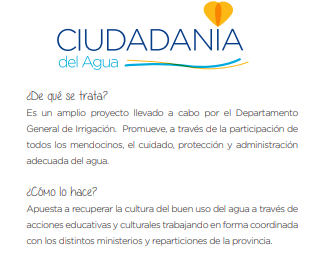 CIUDADANÍA
del Agua
¿De qué se trata?
Es un amplio proyecto llevado a cabo por el Departamento
General de Irrigación. Promueve, a través de la participación de
todos los mendocinos, el cuidado, protección y administración
adecuada del agua.
¿CÓMo lo hace?
Apuesta a recuperar la cultura del buen uso del agua a través de
acciones educativas y culturales trabajando en forma coordinada
con los distintos ministerios y reparticiones de la provincia.